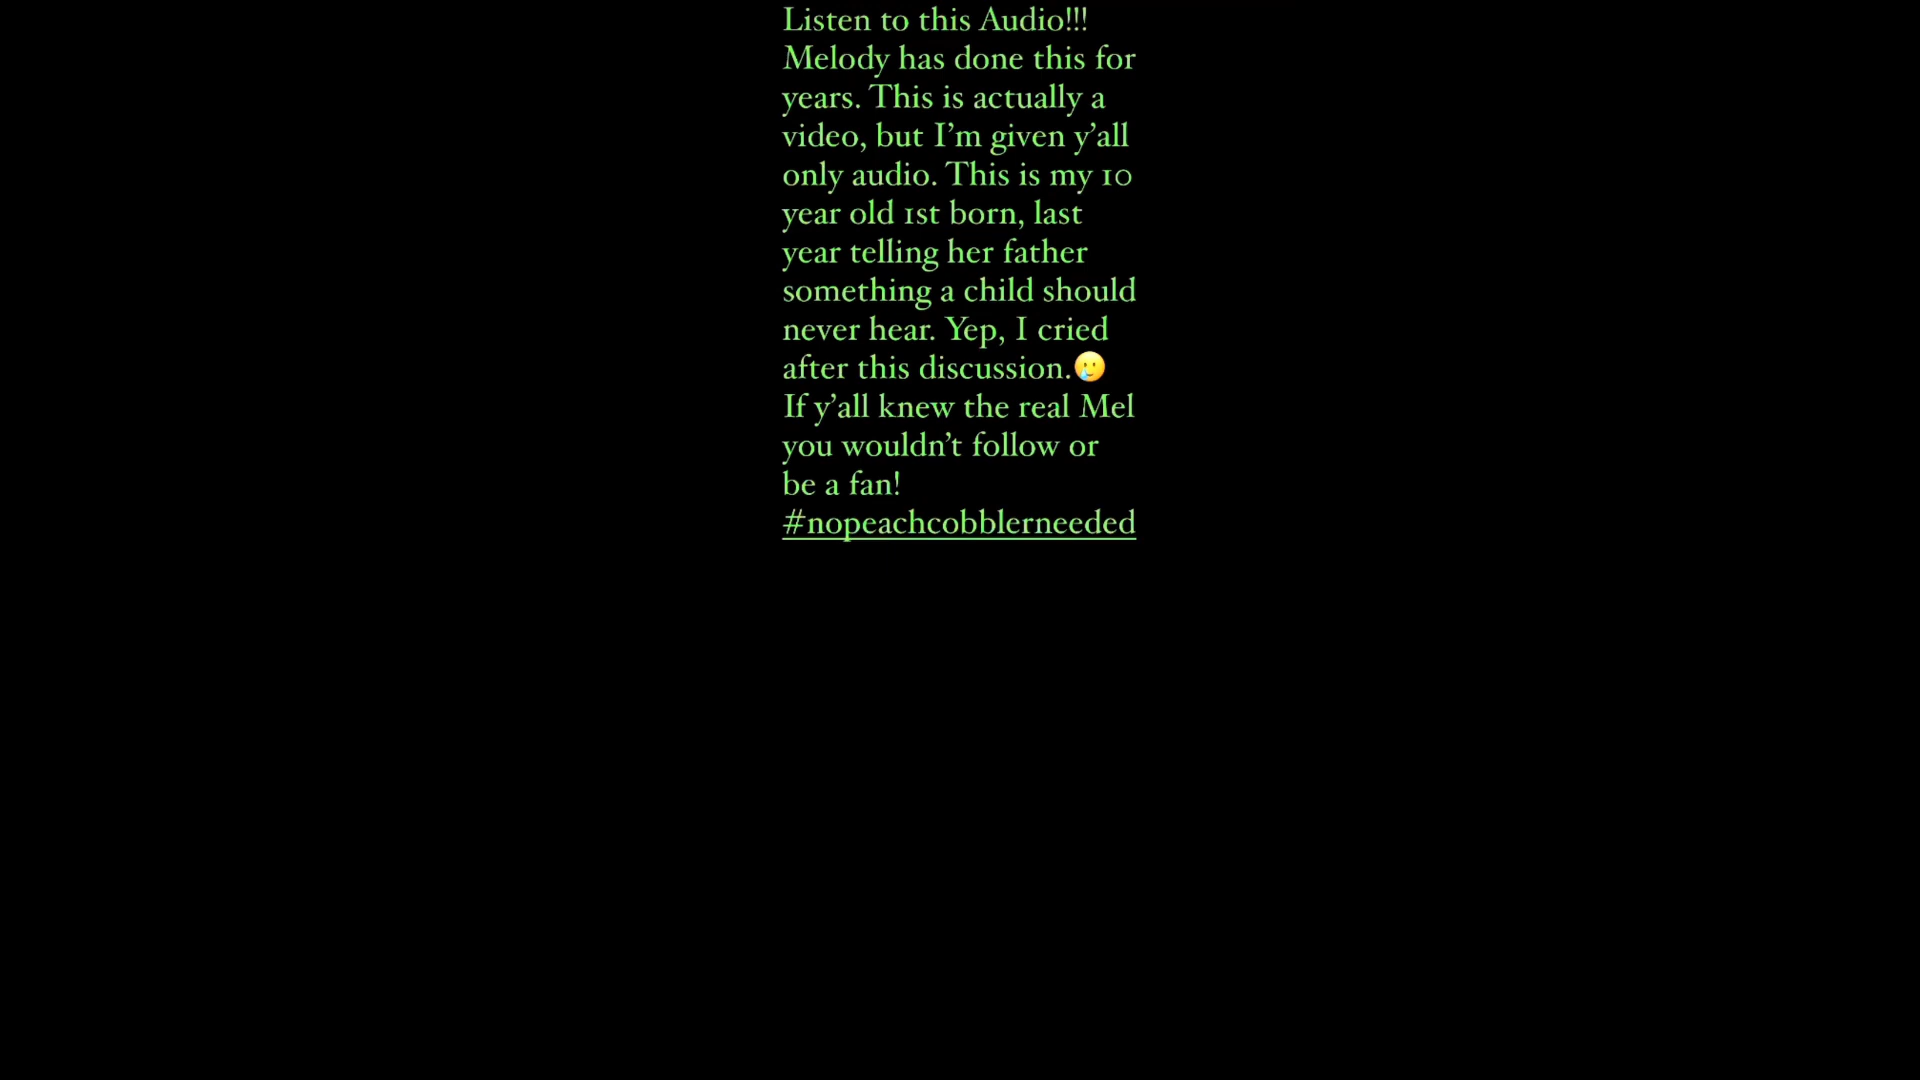 Listen to this Audio!!!
Melody has done this for
years. This is actually a
video, but I'm given y'all
only audio. This is my 10
year old 1st born, last
year telling her father
something a child should
never hear. Yep, I cried
after this discussion.🥲
If y'all knew the real Mel
you wouldn't follow or
be a fan!
#nopeachcobblerneeded